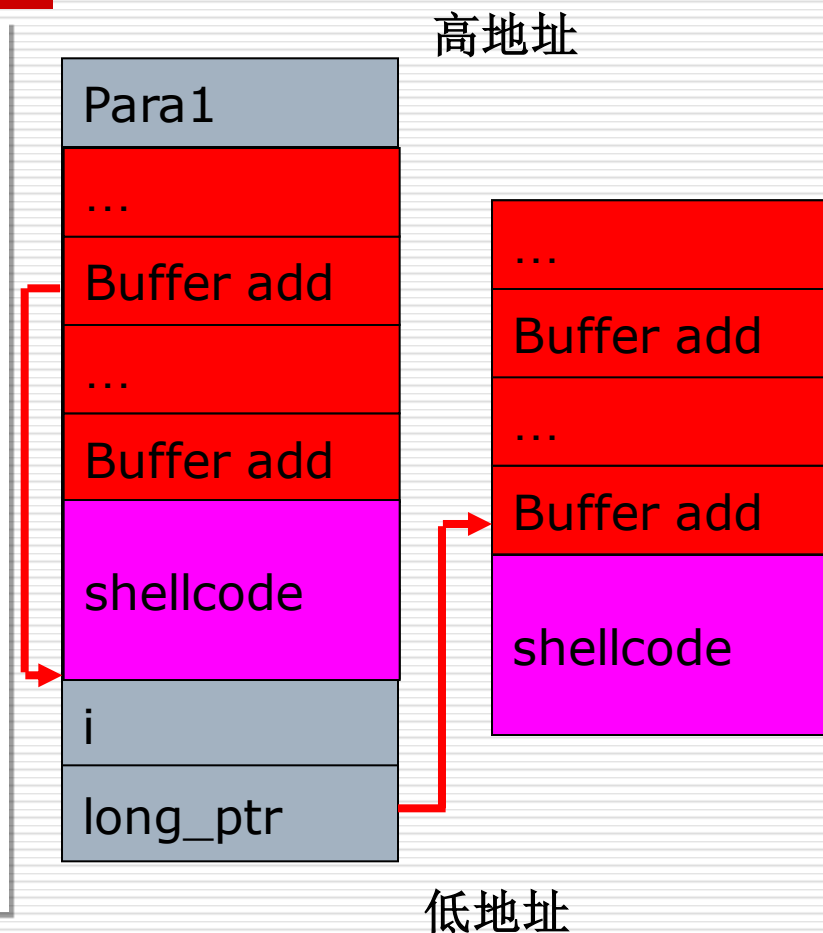 高地址
Para1
...
Buffer add
...
Buffer add
shellcode
i
long_ptr
...
Buffer add
...
Buffer add
shellcode
低地址